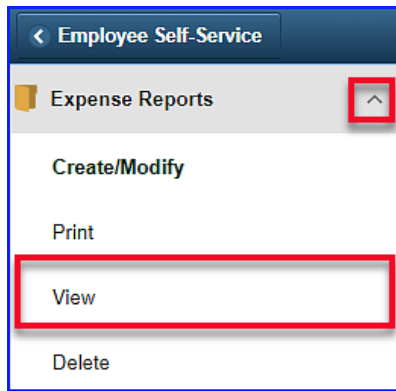 Employee Self-Service
Expense Reports
Create/Modify
Print
View
Delete